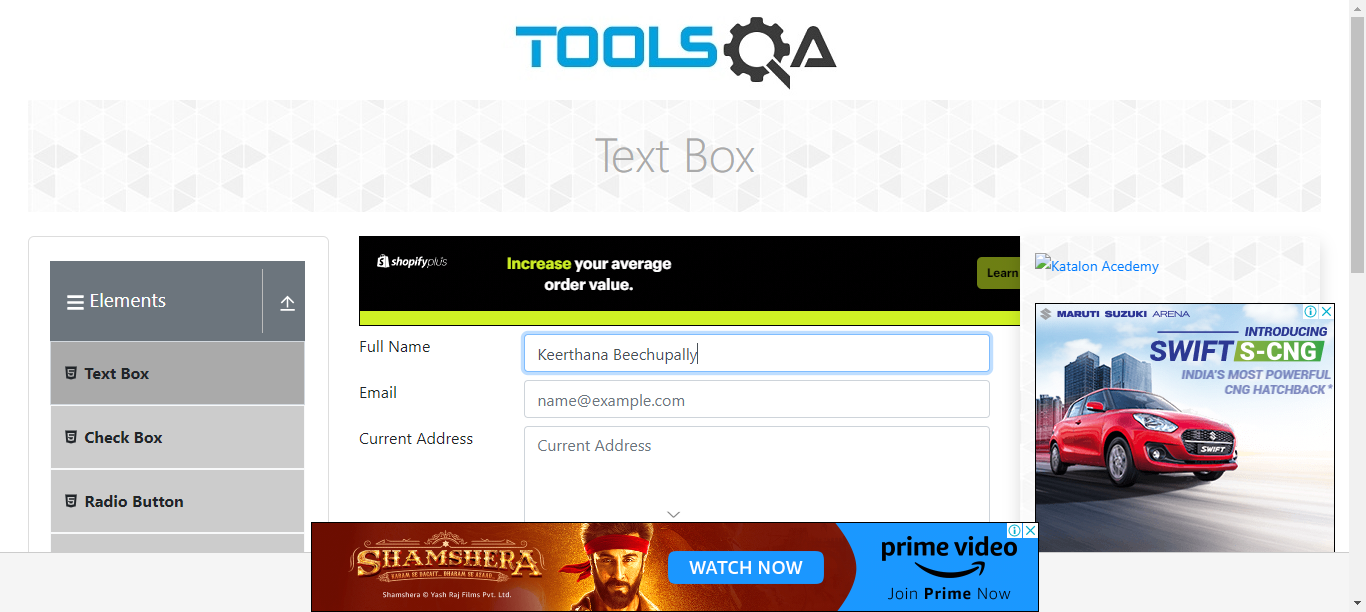 TOOLSQA
Text Box
Elements
Text Box
Check Box
Radio Button
shopifyplus
Increase your average
order value.
Learn
Full Name
Keerthana Beechupally
Email
name@example.com
Current Address
Current Address
Katalon Acedemy
MARUTI SUZUKI ARENA
INTRODUCING
SWIFT S-CNG
INDIA'S MOST POWERFUL
CNG HATCHBACK*
SWIFT
SHAMSHERA
KARAM SE DACAIT... DHARAM SE AZAAD...
Shamshera © Yash Raj Films Pvt. Ltd.
WATCH NOW
prime video
Join Prime Now